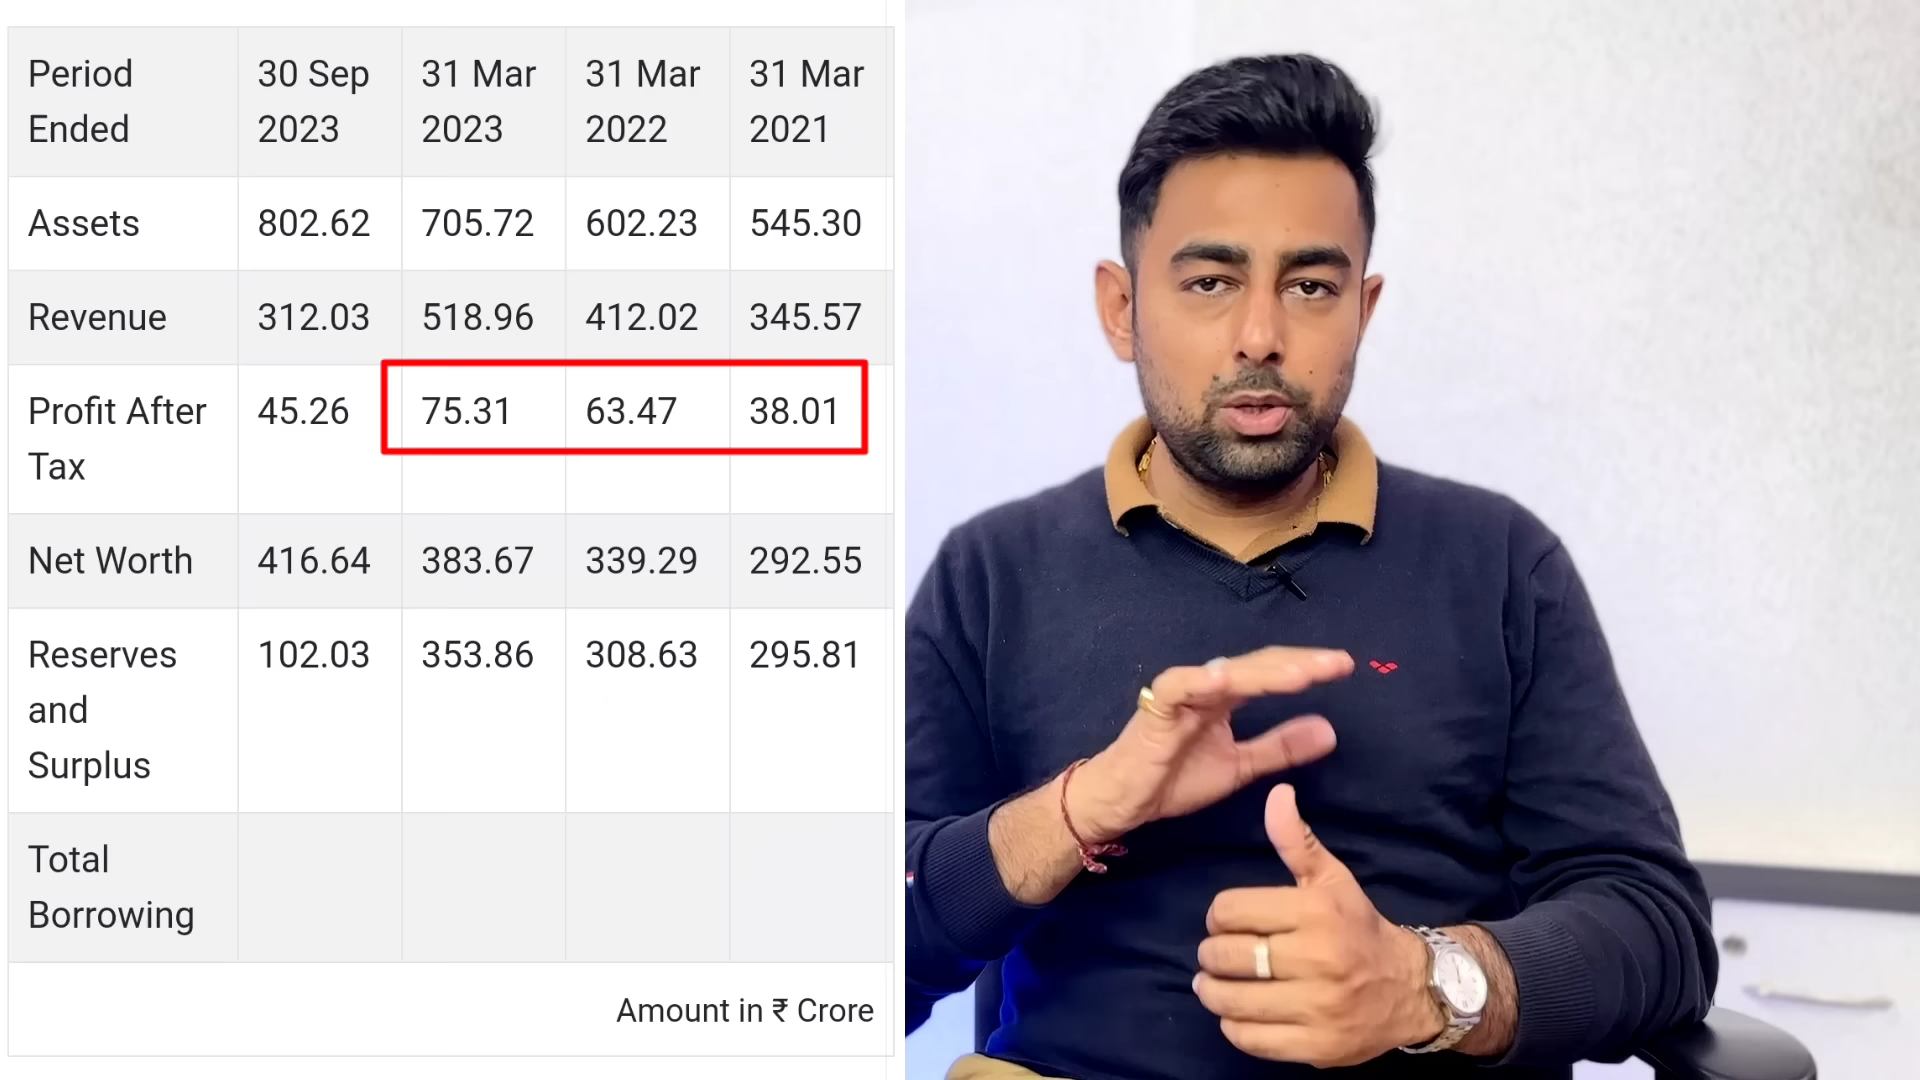 Period Ended 30 Sep 2023 31 Mar 2023 31 Mar 2022 31 Mar 2021
Assets 802.62 705.72 602.23 545.30
Revenue 312.03 518.96 412.02 345.57
Profit After Tax 45.26 75.31 63.47 38.01
Net Worth 416.64 383.67 339.29 292.55
Reserves and Surplus 102.03 353.86 308.63 295.81
Total Borrowing
Amount in ₹ Crore